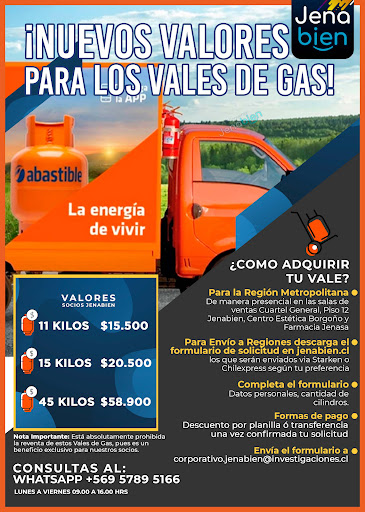 Jena
bien
¡NUEVOS VALORES
PARA LOS VALES DE GAS!
la APP
Jenabien
abastible
La energía
de vivir
VALORES
SOCIOS JENABIEN
11 KILOS $15.500
15 KILOS $20.500
45 KILOS $58.900
Nota Importante: Está absolutamente prohibida
la reventa de estos Vales de Gas, pues es un
beneficio exclusivo para nuestros socios.
CONSULTAS AL:
WHATSAPP +569 5789 5166
LUNES A VIERNES 09.00 A 16.00 HRS
¿COMO ADQUIRIR
TU VALE?
Para la Región Metropolitana
De manera presencial en las salas de
ventas Cuartel General, Piso 12
Jenabien, Centro Estética Borgoño y
Farmacia Jenasa
Para Envío a Regiones descarga el
formulario de solicitud en jenabien.cl
los que serán enviados vía Starken o
Chilexpress según tu preferencia
Completa el formulario
Datos personales, cantidad de
cilindros.
Formas de pago
Descuento por planilla ó transferencia
una vez confirmada tu solicitud
Envía el formulario a
corporativo.jenabien@investigaciones.cl